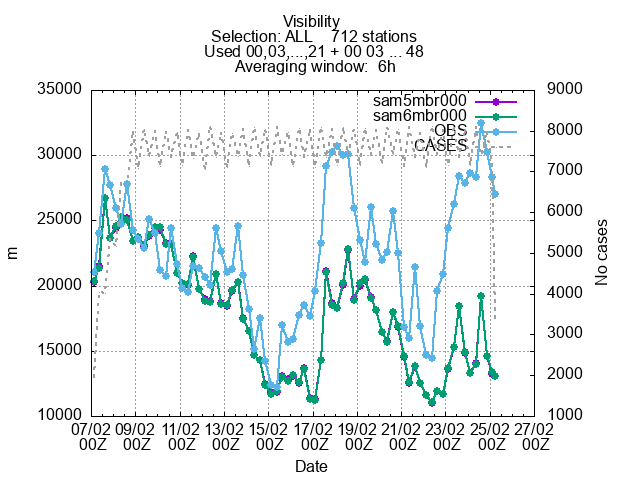 Visibility
Selection: ALL 712 stations
Used 00,03,...,21 + 00 03 ... 48
Averaging window: 6h
35000
30000
25000
20000
15000
10000
m
9000
8000
7000
6000
5000
4000
3000
2000
1000
No cases
sam5mbr000
sam6mbr000
OBS
CASES
07/02 09/02 11/02 13/02 15/02 17/02 19/02 21/02 23/02 25/02 27/02
00Z 00Z 00Z 00Z 00Z 00Z 00Z 00Z 00Z 00Z 00Z
Date